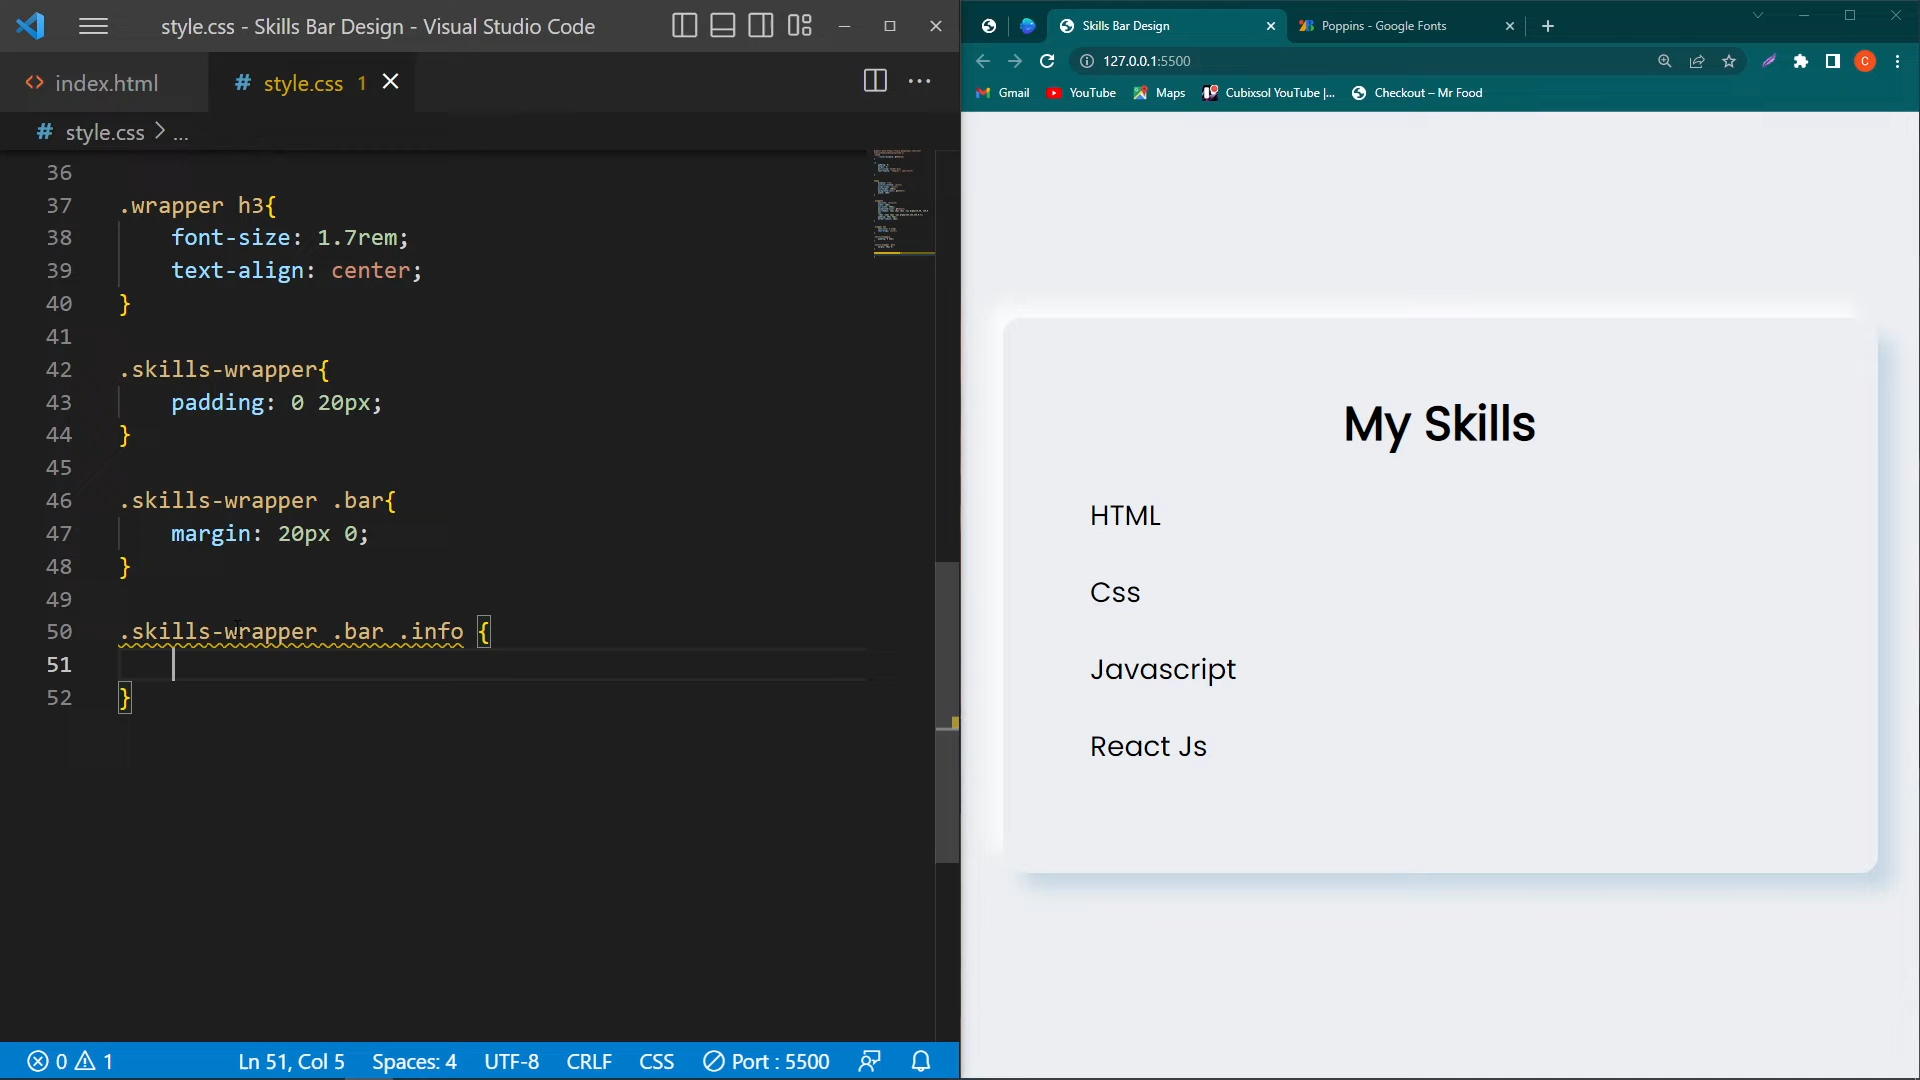 style.css - Skills Bar Design - Visual Studio Code
index.html
# style.css 1
# style.css > ...
36
37 .wrapper h3{
38 font-size: 1.7rem;
39 text-align: center;
40 }
41
42 .skills-wrapper{
43 padding: 0 20px;
44 }
45
46 .skills-wrapper .bar{
47 margin: 20px 0;
48 }
49
50 .skills-wrapper .bar .info {
51
52 }
0 1 Ln 51, Col 5 Spaces: 4 UTF-8 CRLF CSS Port : 5500
Skills Bar Design
Poppins - Google Fonts
127.0.0.1:5500
C
Gmail YouTube Maps Cubixsol YouTube |... Checkout – Mr Food
My Skills
HTML
Css
Javascript
React Js